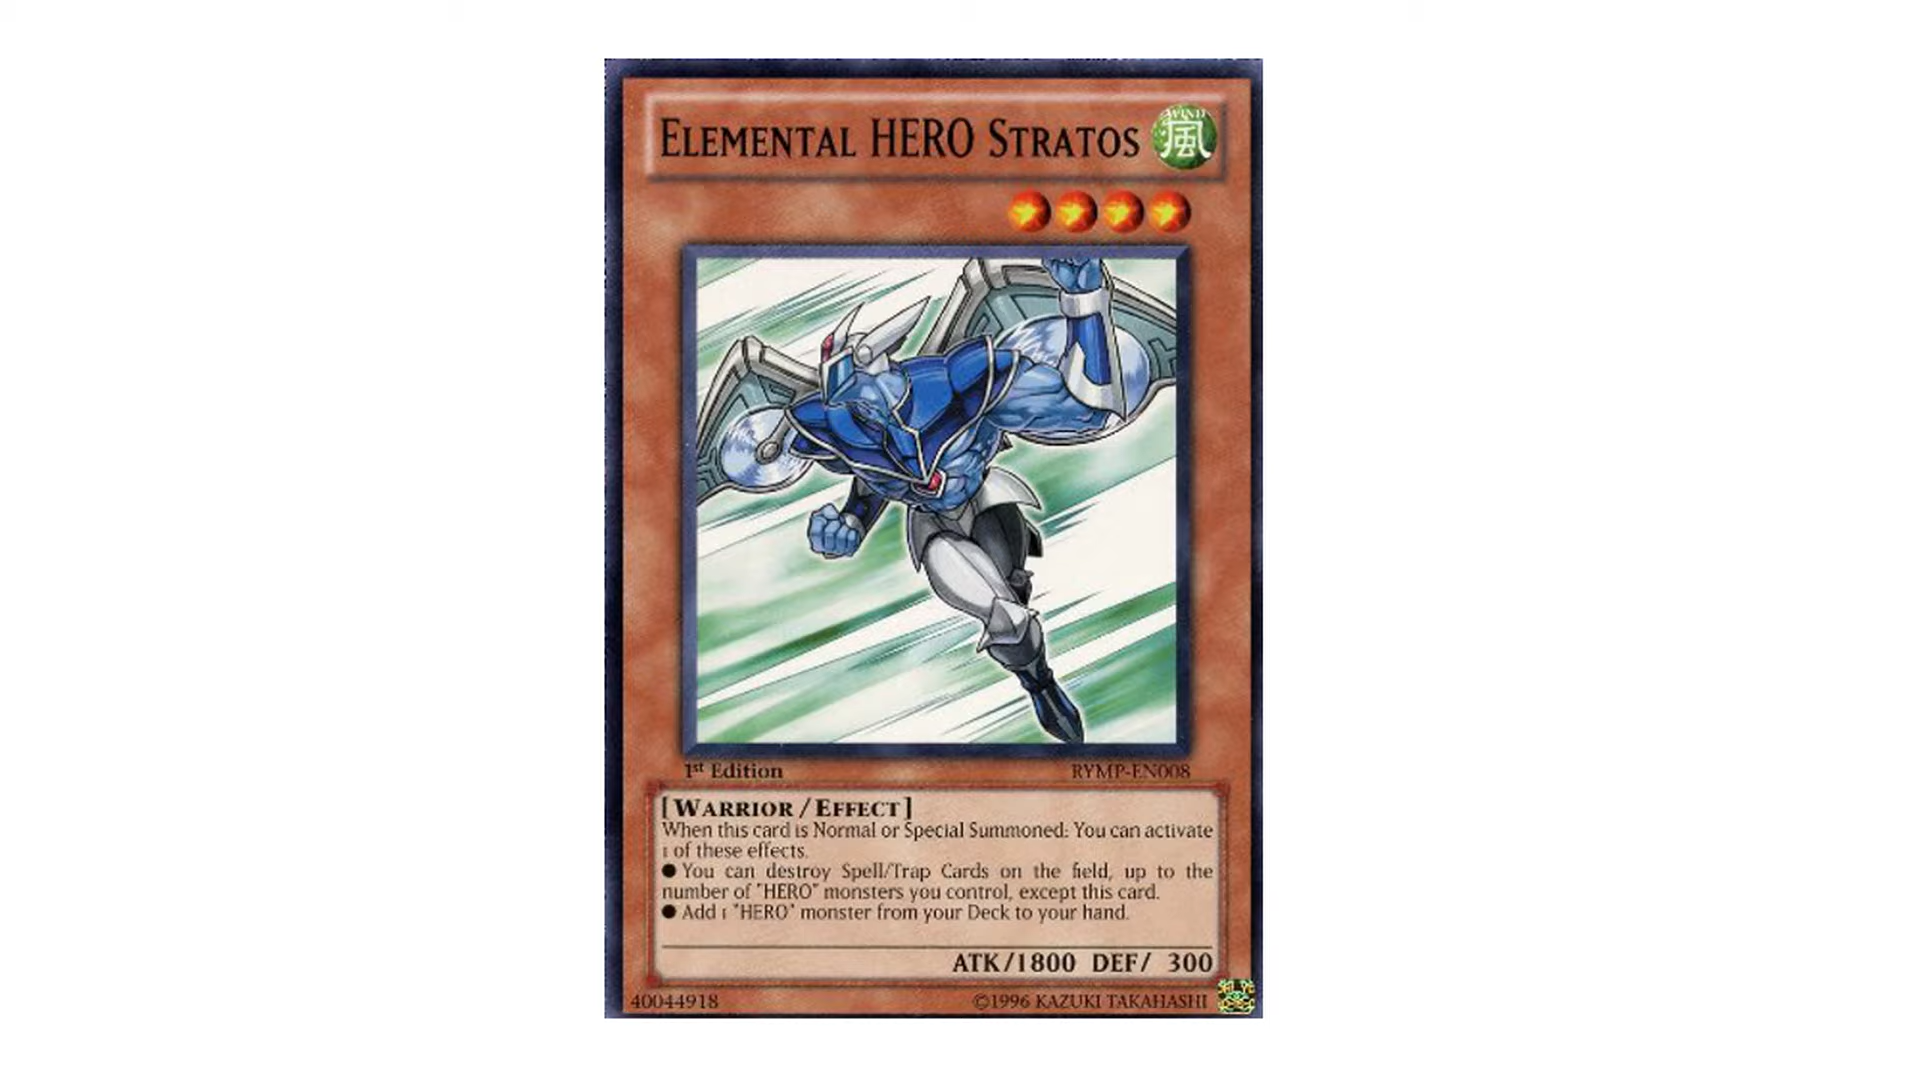 ELEMENTAL HERO STRATOS
WIND
風
1st Edition
RYMP-EN008
[WARRIOR/EFFECT]
When this card is Normal or Special Summoned: You can activate
1 of these effects.
●You can destroy Spell/Trap Cards on the field, up to the
number of "HERO" monsters you control, except this card.
● Add 1 "HERO" monster from your Deck to your hand.
ATK/1800 DEF/ 300
40044918
©1996 KAZUKI TAKAHASHI